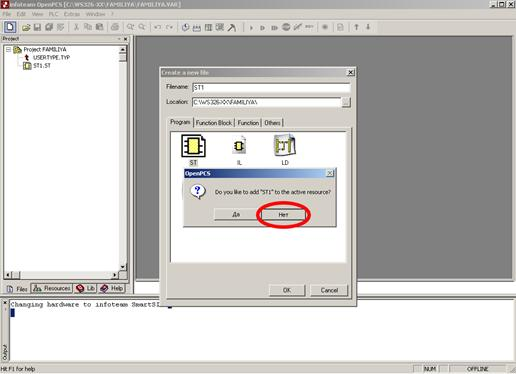 infoteam OpenPCS [C:\WS326-XX\FAMILIYA\FAMILIYA.VAR]
File Edit View PLC Extras Window ?
Project
Project FAMILIYA
USERTYPE.TYP
ST1.ST
Create a new file
Filename: ST1
Location: C:\WS326-XX\FAMILIYA\ ...
Program Function Block Function Others
ST IL LD
OpenPCS
Do you like to add "ST1" to the active resource?
Да Нет
OK Cancel
Files Resources Lib Help
Changing hardware to infoteam
Output
Hit F1 for help NUM OFFLINE